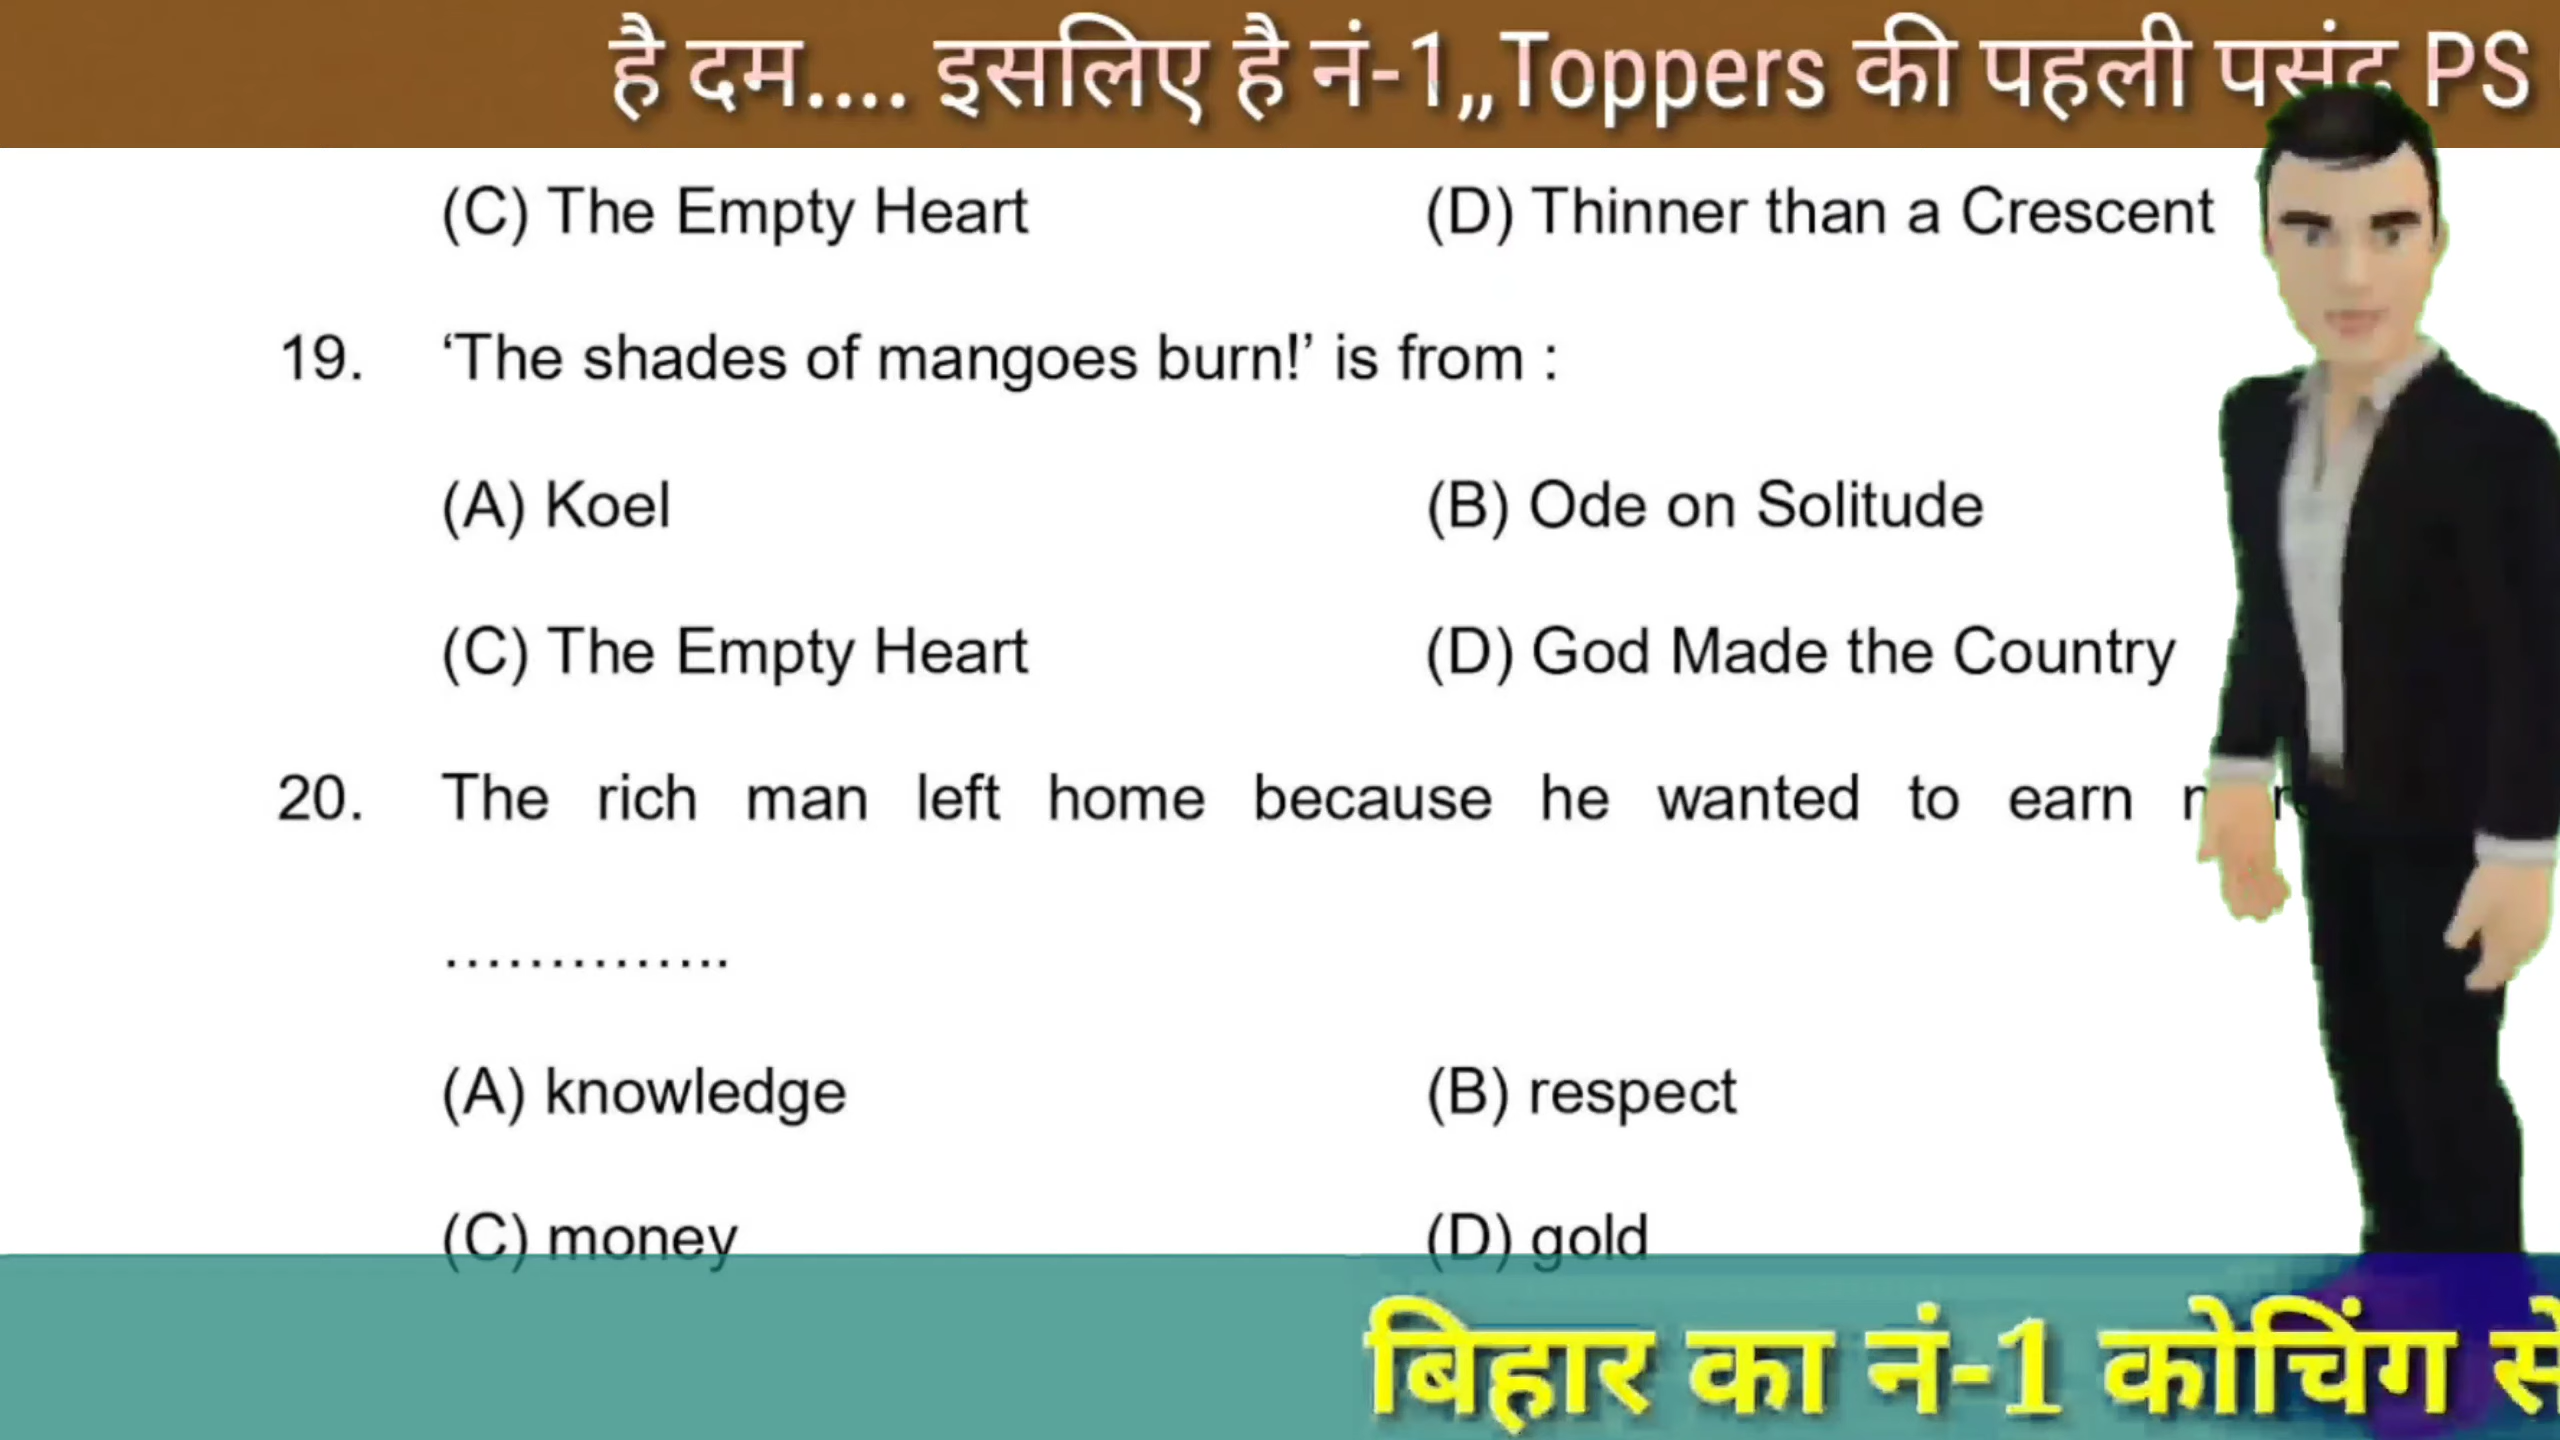 है दम.... इसलिए है नं-1,,Toppers की पहली पसंद PS
(C) The Empty Heart (D) Thinner than a Crescent
19. ‘The shades of mangoes burn!’ is from :
(A) Koel (B) Ode on Solitude
(C) The Empty Heart (D) God Made the Country
20. The rich man left home because he wanted to earn
…………..
(A) knowledge (B) respect
(C) money (D) gold
बिहार का नं-1 कोचिंग